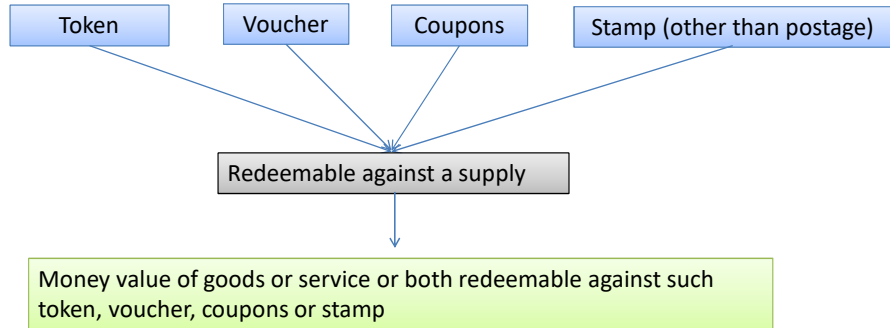 Token
Voucher
Coupons
Stamp (other than postage)
Redeemable against a supply
Money value of goods or service or both redeemable against such
token, voucher, coupons or stamp